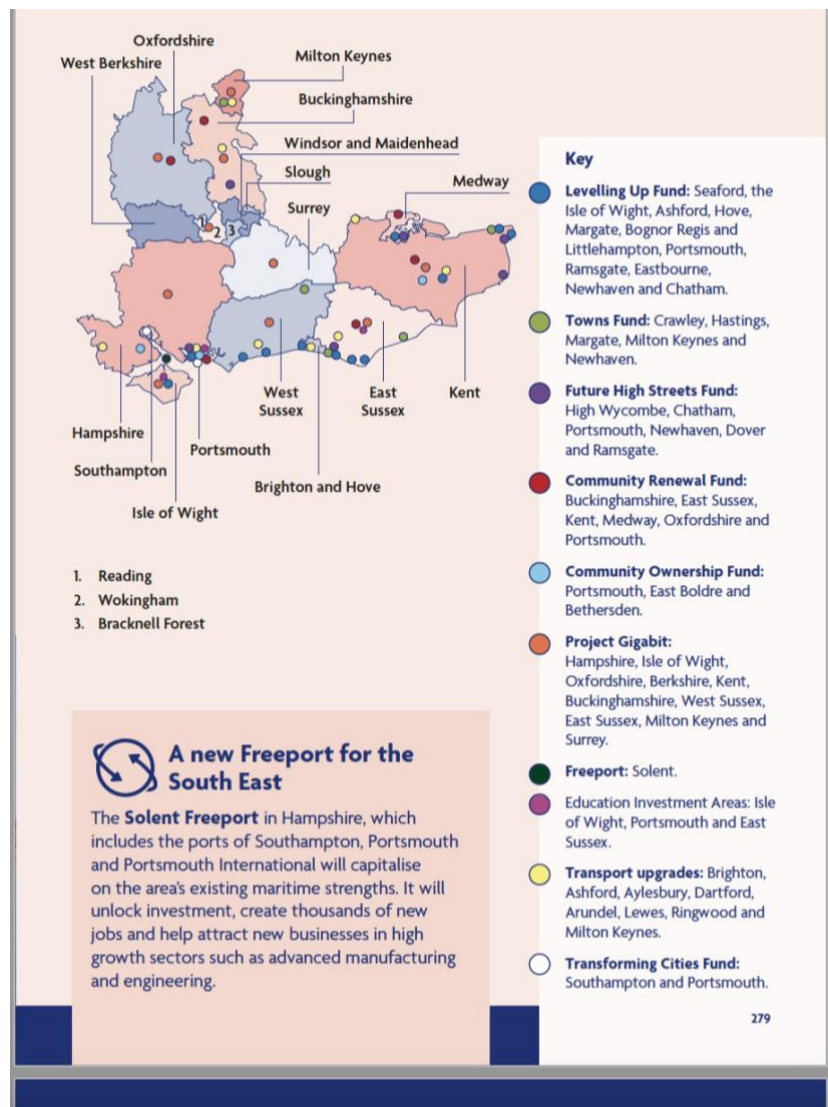 Oxfordshire
West Berkshire
Milton Keynes
Buckinghamshire
Windsor and Maidenhead
Slough
Medway
Surrey
1
2
3
West
Sussex
East
Sussex
Kent
Hampshire
Portsmouth
Southampton
Brighton and Hove
Isle of Wight
1. Reading
2. Wokingham
3. Bracknell Forest
A new Freeport for the
South East
The Solent Freeport in Hampshire, which
includes the ports of Southampton, Portsmouth
and Portsmouth International will capitalise
on the area's existing maritime strengths. It will
unlock investment, create thousands of new
jobs and help attract new businesses in high
growth sectors such as advanced manufacturing
and engineering.
Key
Levelling Up Fund: Seaford, the
Isle of Wight, Ashford, Hove,
Margate, Bognor Regis and
Littlehampton, Portsmouth,
Ramsgate, Eastbourne,
Newhaven and Chatham.
Towns Fund: Crawley, Hastings,
Margate, Milton Keynes and
Newhaven.
Future High Streets Fund:
High Wycombe, Chatham,
Portsmouth, Newhaven, Dover
and Ramsgate.
Community Renewal Fund:
Buckinghamshire, East Sussex,
Kent, Medway, Oxfordshire and
Portsmouth.
Community Ownership Fund:
Portsmouth, East Boldre and
Bethersden.
Project Gigabit:
Hampshire, Isle of Wight,
Oxfordshire, Berkshire, Kent,
Buckinghamshire, West Sussex,
East Sussex, Milton Keynes and
Surrey.
Freeport: Solent.
Education Investment Areas: Isle
of Wight, Portsmouth and East
Sussex.
Transport upgrades: Brighton,
Ashford, Aylesbury, Dartford,
Arundel, Lewes, Ringwood and
Milton Keynes.
Transforming Cities Fund:
Southampton and Portsmouth.
279